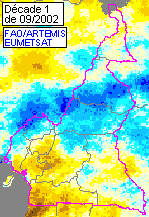 Décade 1
de 09/2002
FAO/ARTEMIS
EUMETSAT